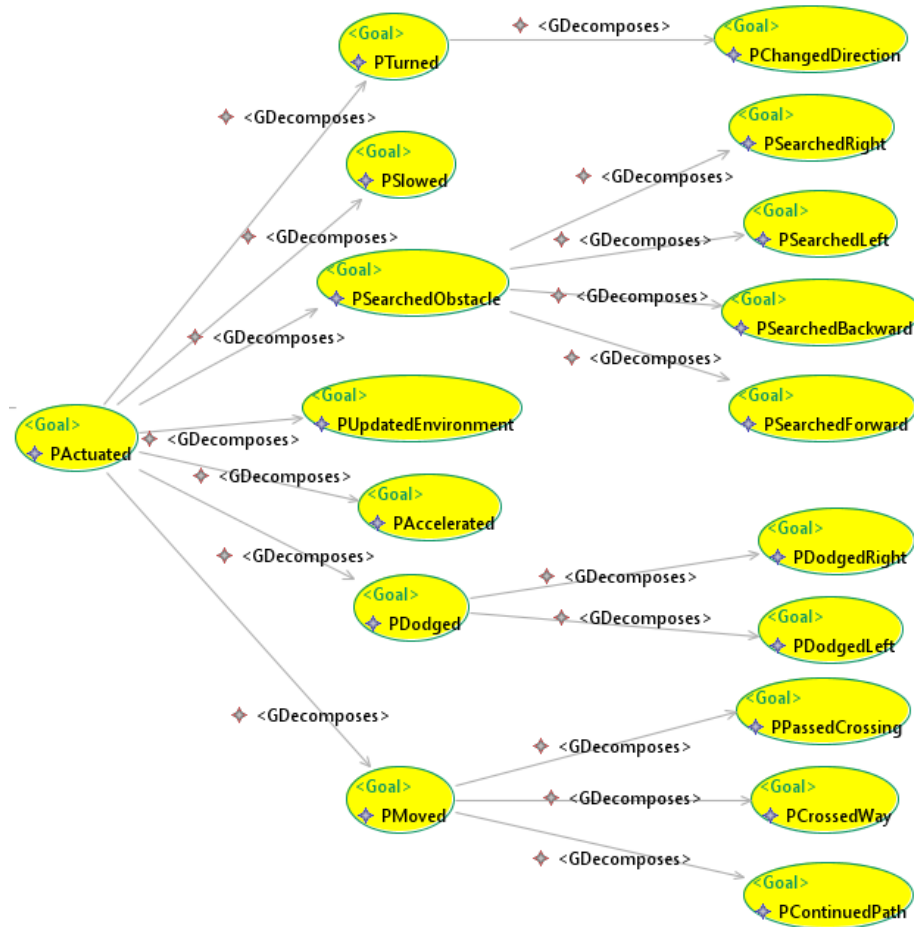 <Goal>
PTurned
<GDecomposes>
<Goal>
PChangedDirection
<GDecomposes>
<Goal>
PSearchedRight
<Goal>
PSlowed
<GDecomposes>
<Goal>
PSearchedLeft
<GDecomposes>
<GDecomposes>
<Goal>
PSearchedObstacle
<GDecomposes>
<Goal>
PSearchedBackward
<GDecomposes>
<GDecomposes>
<Goal>
PSearchedForward
<Goal>
PActuated
<GDecomposes>
<Goal>
PUpdatedEnvironment
<GDecomposes>
<Goal>
PAccelerated
<GDecomposes>
<Goal>
PDodged
<GDecomposes>
<Goal>
PDodgedRight
<GDecomposes>
<Goal>
PDodgedLeft
<GDecomposes>
<Goal>
PMoved
<GDecomposes>
<Goal>
PPassedCrossing
<GDecomposes>
<Goal>
PCrossedWay
<GDecomposes>
<Goal>
PContinuedPath